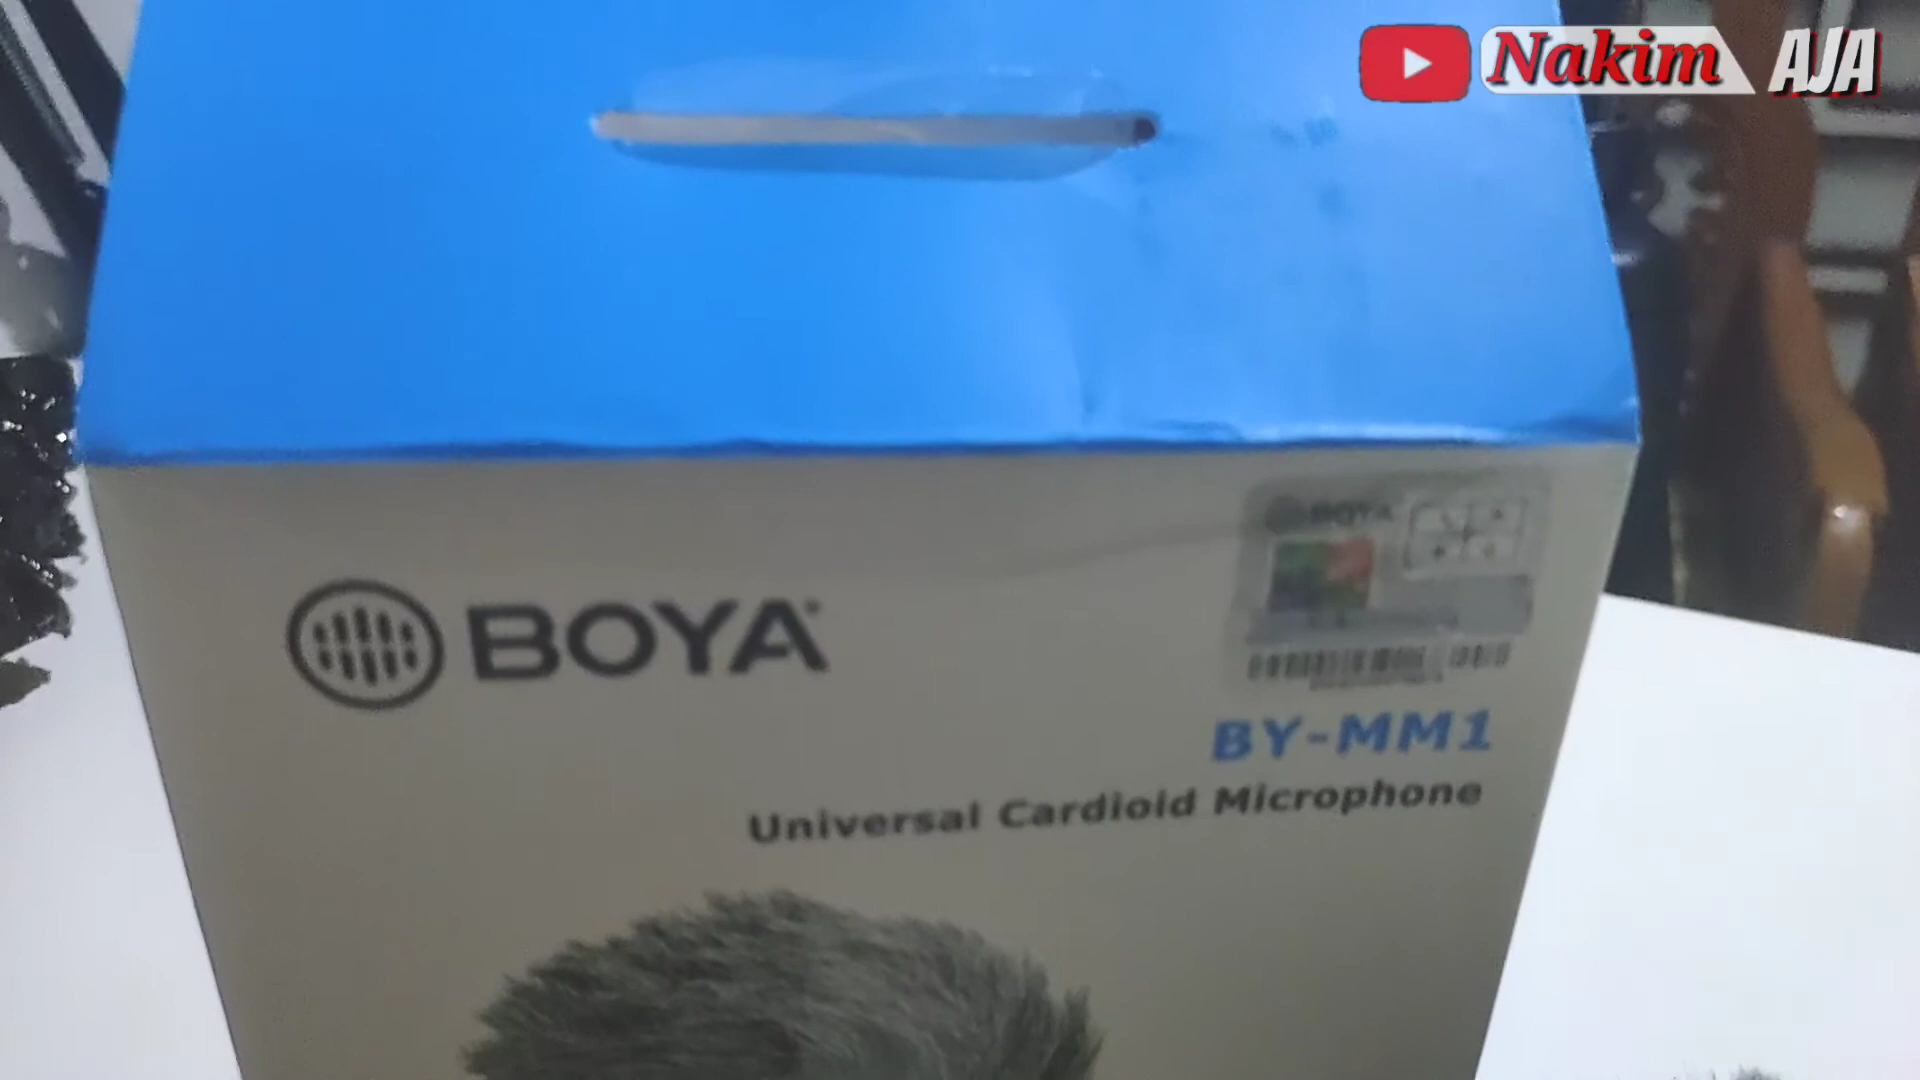 Nakim AJA
BOYA
BOYA
BY-MM1
Universal Cardioid Microphone